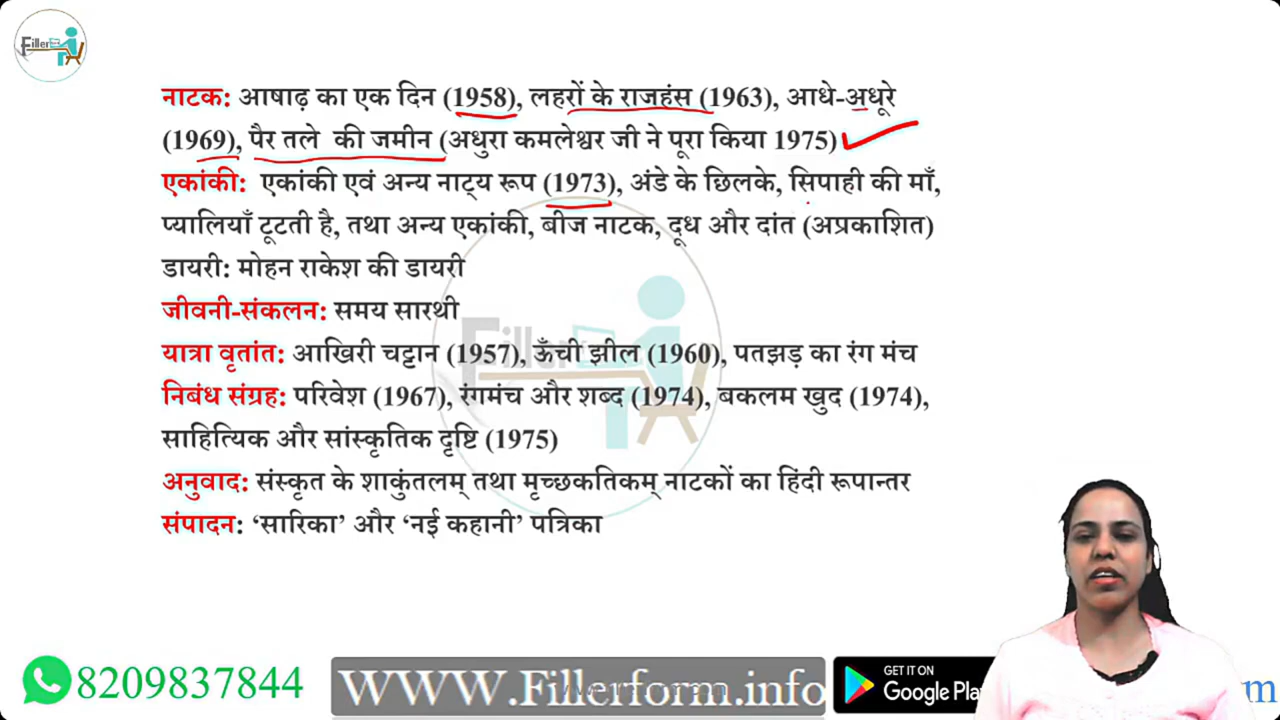 Fillerform
नाटक: आषाढ़ का एक दिन (1958), लहरों के राजहंस (1963), आधे-अधूरे
(1969), पैर तले की जमीन (अधुरा कमलेश्वर जी ने पूरा किया 1975)
एकांकी: एकांकी एवं अन्य नाट्य रूप (1973), अंडे के छिलके, सिपाही की माँ,
प्यालियाँ टूटती है, तथा अन्य एकांकी, बीज नाटक, दूध और दांत (अप्रकाशित)
डायरी: मोहन राकेश की डायरी
जीवनी-संकलन: समय सारथी
यात्रा वृतांत: आखिरी चट्टान (1957), ऊँची झील (1960), पतझड़ का रंग मंच
निबंध संग्रह: परिवेश (1967), रंगमंच और शब्द (1974), बकलम खुद (1974),
साहित्यिक और सांस्कृतिक दृष्टि (1975)
अनुवाद: संस्कृत के शाकुंतलम् तथा मृच्छकतिकम् नाटकों का हिंदी रूपान्तर
संपादन: ‘सारिका’ और ‘नई कहानी’ पत्रिका
8209837844
www.Fillerform.info
GET IT ON
Google Pla
m